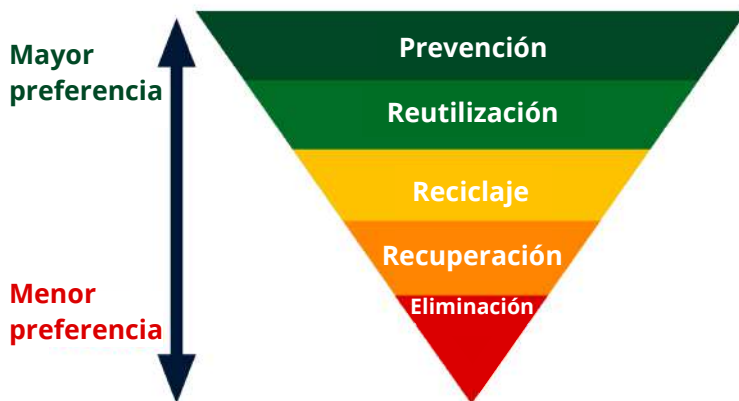 Mayor
preferencia
Prevención
Reutilización
Reciclaje
Recuperación
Eliminación
Menor
preferencia